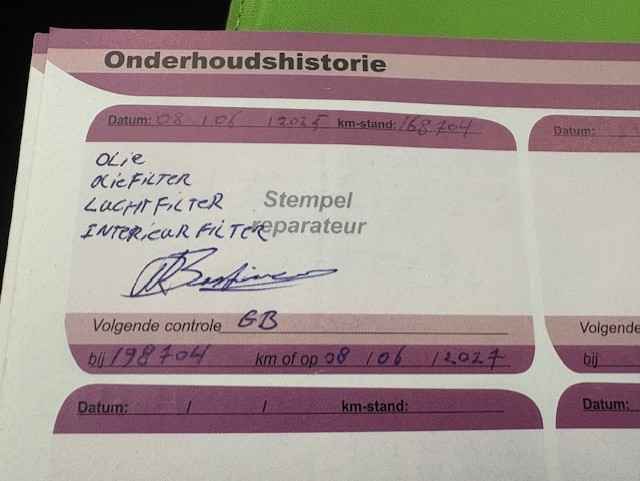 Onderhoudshistorie
Datum: 08 / 06 / 2025 km-stand: 168704
Datum:
OLIE
OLIEFILTER
LUCHTFILTER
INTERIEURFILTER
Stempel
reparateur
Volgende controle GB
Volgende
bij 198704 km of op 08 / 06 / 2027
bij
Datum: / / km-stand:
Datum: